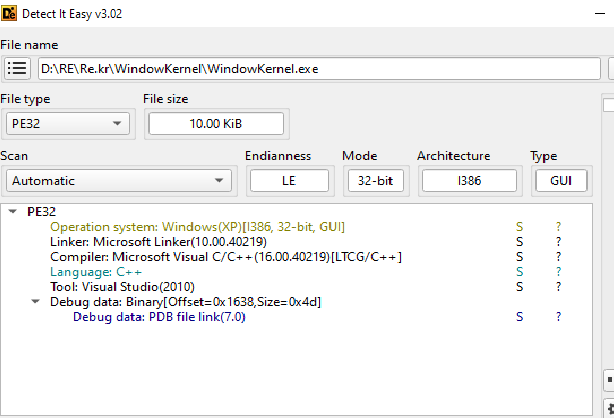 Detect It Easy v3.02
File name
D:\RE\Re.kr\WindowKernel\WindowKernel.exe
File type File size
PE32 10.00 KiB
Scan Endianness Mode Architecture Type
Automatic LE 32-bit I386 GUI
PE32
Operation system: Windows(XP)[I386, 32-bit, GUI] S ?
Linker: Microsoft Linker(10.00.40219) S ?
Compiler: Microsoft Visual C/C++(16.00.40219)[LTCG/C++] S ?
Language: C++ S ?
Tool: Visual Studio(2010) S ?
Debug data: Binary[Offset=0x1638,Size=0x4d]
Debug data: PDB file link(7.0) S ?